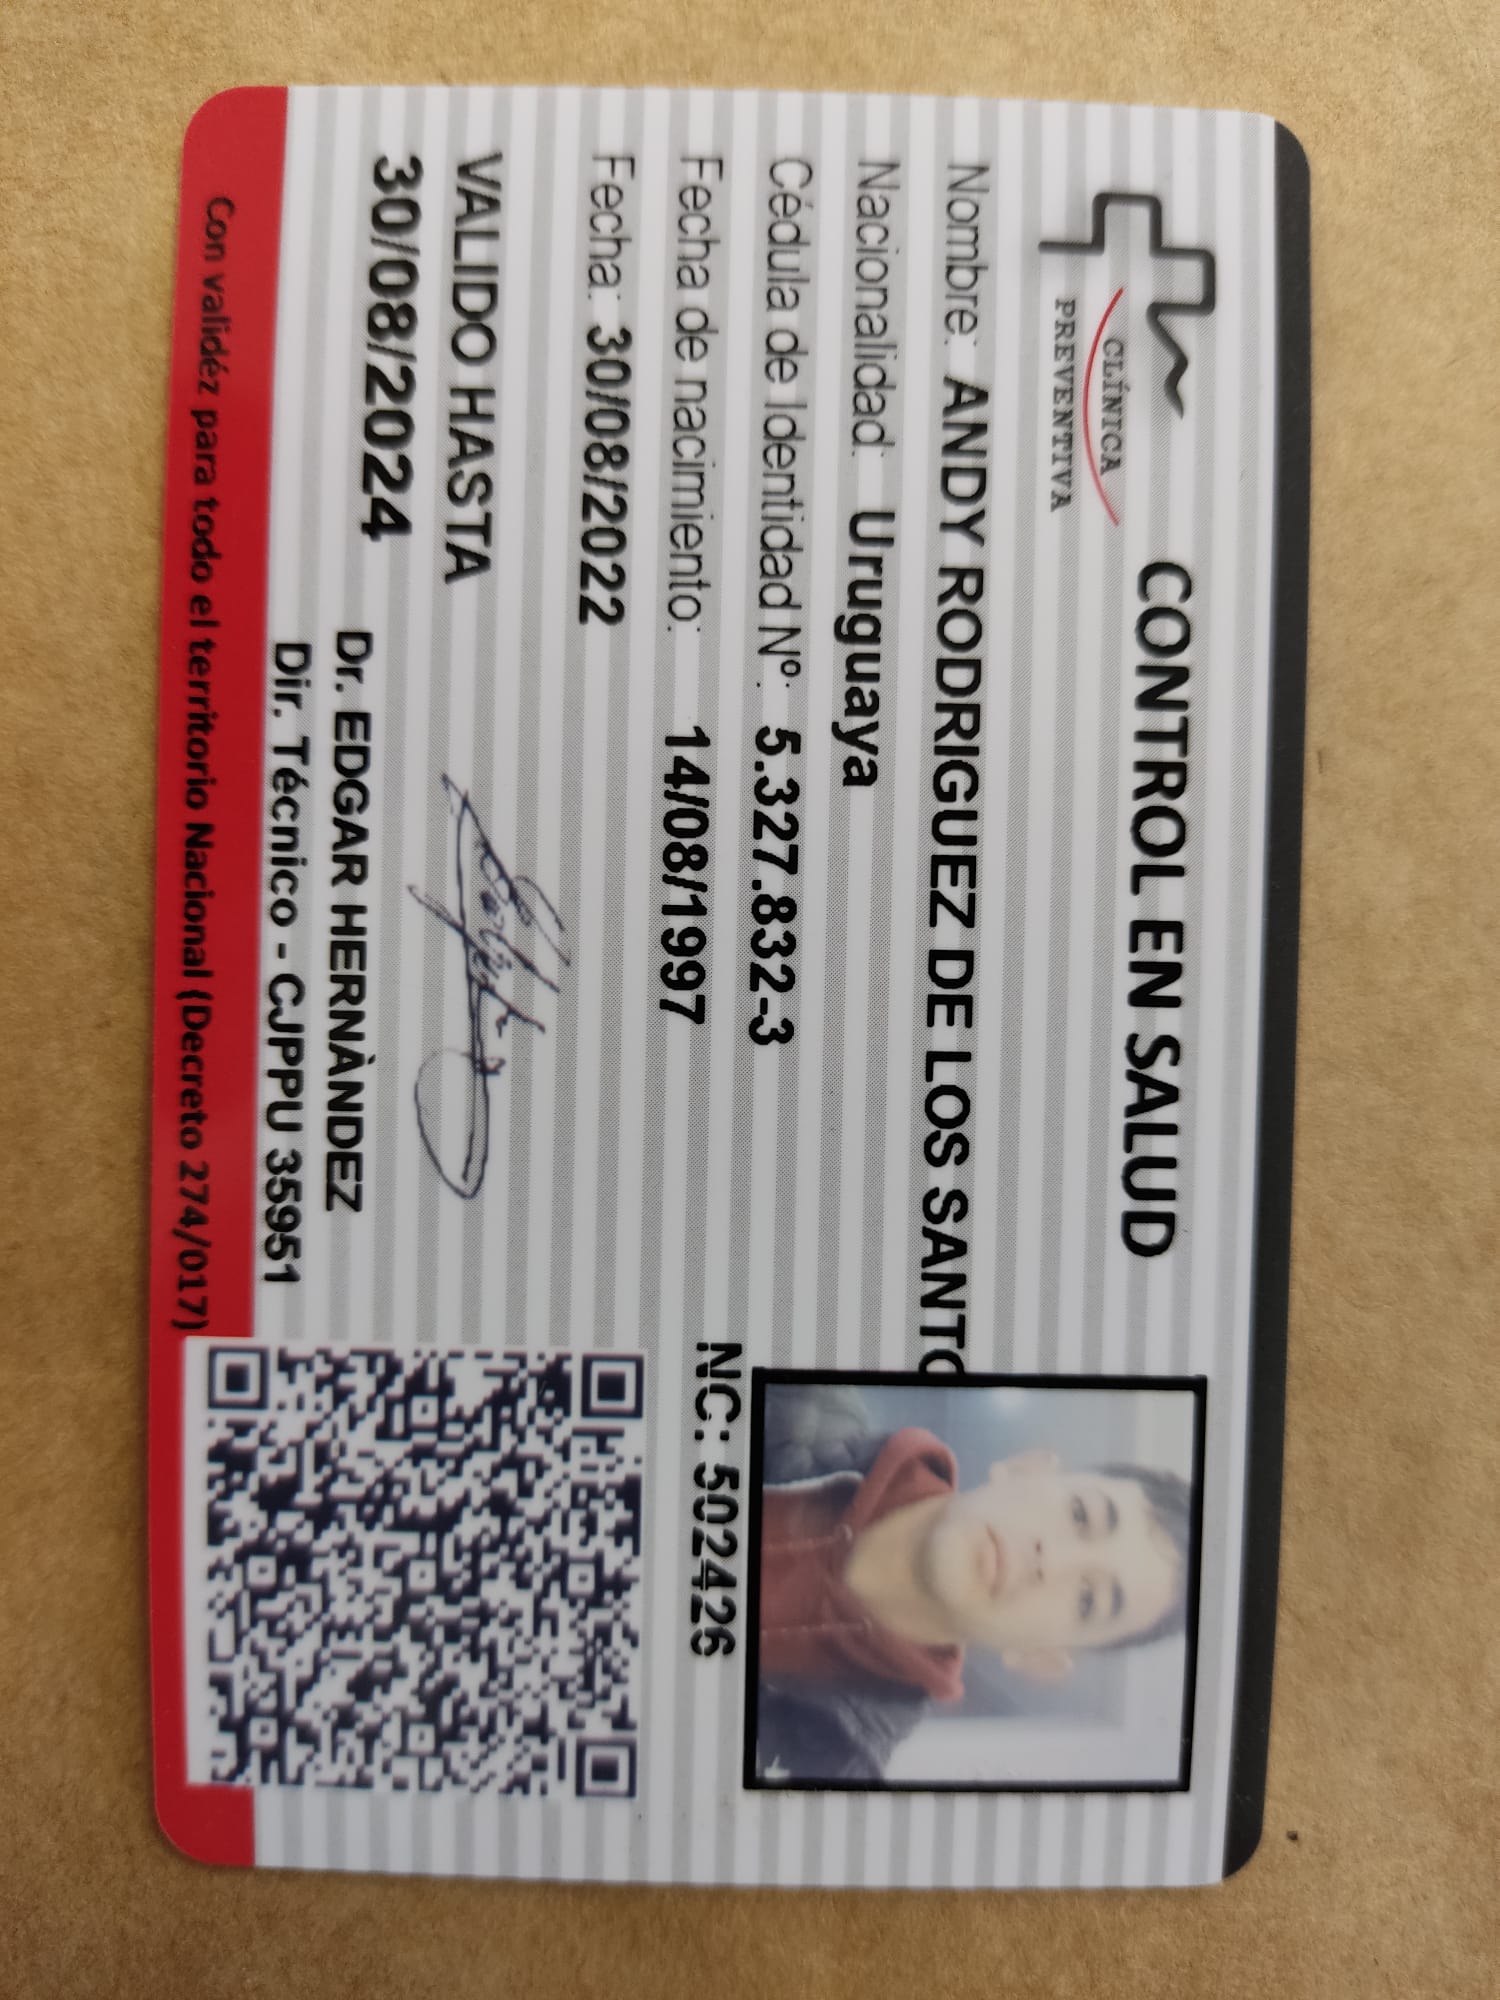 CONTROL EN SALUD
CLÍNICA
PREVENTIVA
Nombre: ANDY RODRIGUEZ DE LOS SANTO
Nacionalidad: Uruguaya
Cédula de Identidad Nº: 5.327.832-3
Fecha de nacimiento: 14/08/1997
Fecha: 30/08/2022
NC: 502426
VALIDO HASTA
30/08/2024
Dr. EDGAR HERNÀNDEZ
Dir. Técnico - CJPPU 35951
Con validéz para todo el territorio Nacional (Decreto 274/017)